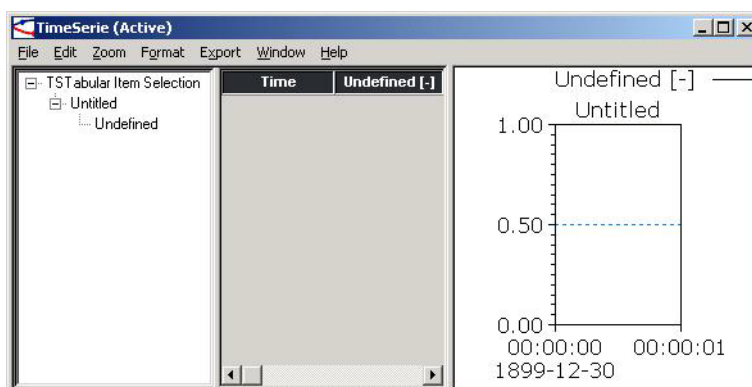 TimeSerie (Active)
File Edit Zoom Format Export Window Help
TSTabular Item Selection
Untitled
Undefined
Time Undefined [-]
Undefined [-]
Untitled
1.00
0.50
0.00
00:00:00 00:00:01
1899-12-30